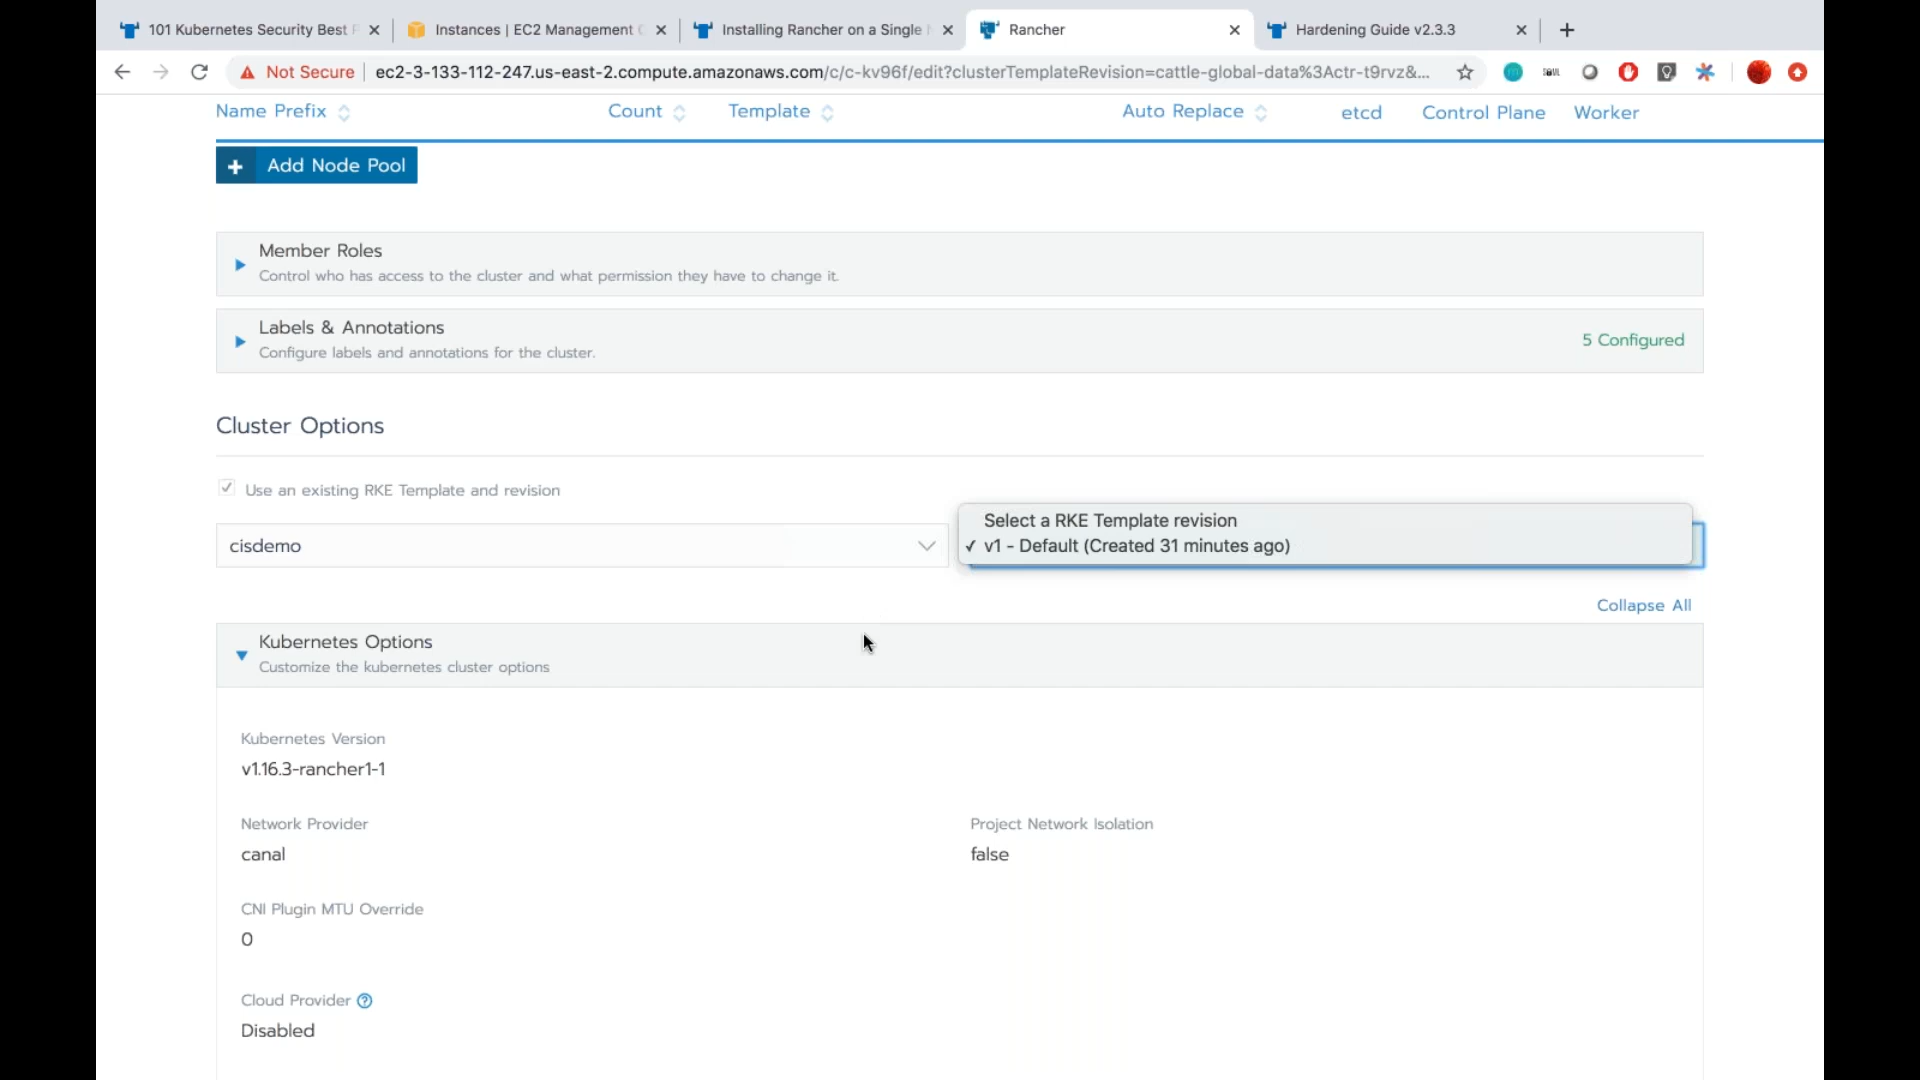 101 Kubernetes Security Best P
Instances | EC2 Management C
Installing Rancher on a Single N
Rancher
Hardening Guide v2.3.3
Not Secure
ec2-3-133-112-247.us-east-2.compute.amazonaws.com/c/c-kv96f/edit?clusterTemplateRevision=cattle-global-data%3Actr-t9rvz&...
Name Prefix
Count
Template
Auto Replace
etcd
Control Plane
Worker
+ Add Node Pool
Member Roles
Control who has access to the cluster and what permission they have to change it.
Labels & Annotations
Configure labels and annotations for the cluster.
5 Configured
Cluster Options
Use an existing RKE Template and revision
cisdemo
Select a RKE Template revision
✓ v1 - Default (Created 31 minutes ago)
Collapse All
Kubernetes Options
Customize the kubernetes cluster options
Kubernetes Version
v1.16.3-rancher1-1
Network Provider
canal
Project Network Isolation
false
CNI Plugin MTU Override
0
Cloud Provider
Disabled